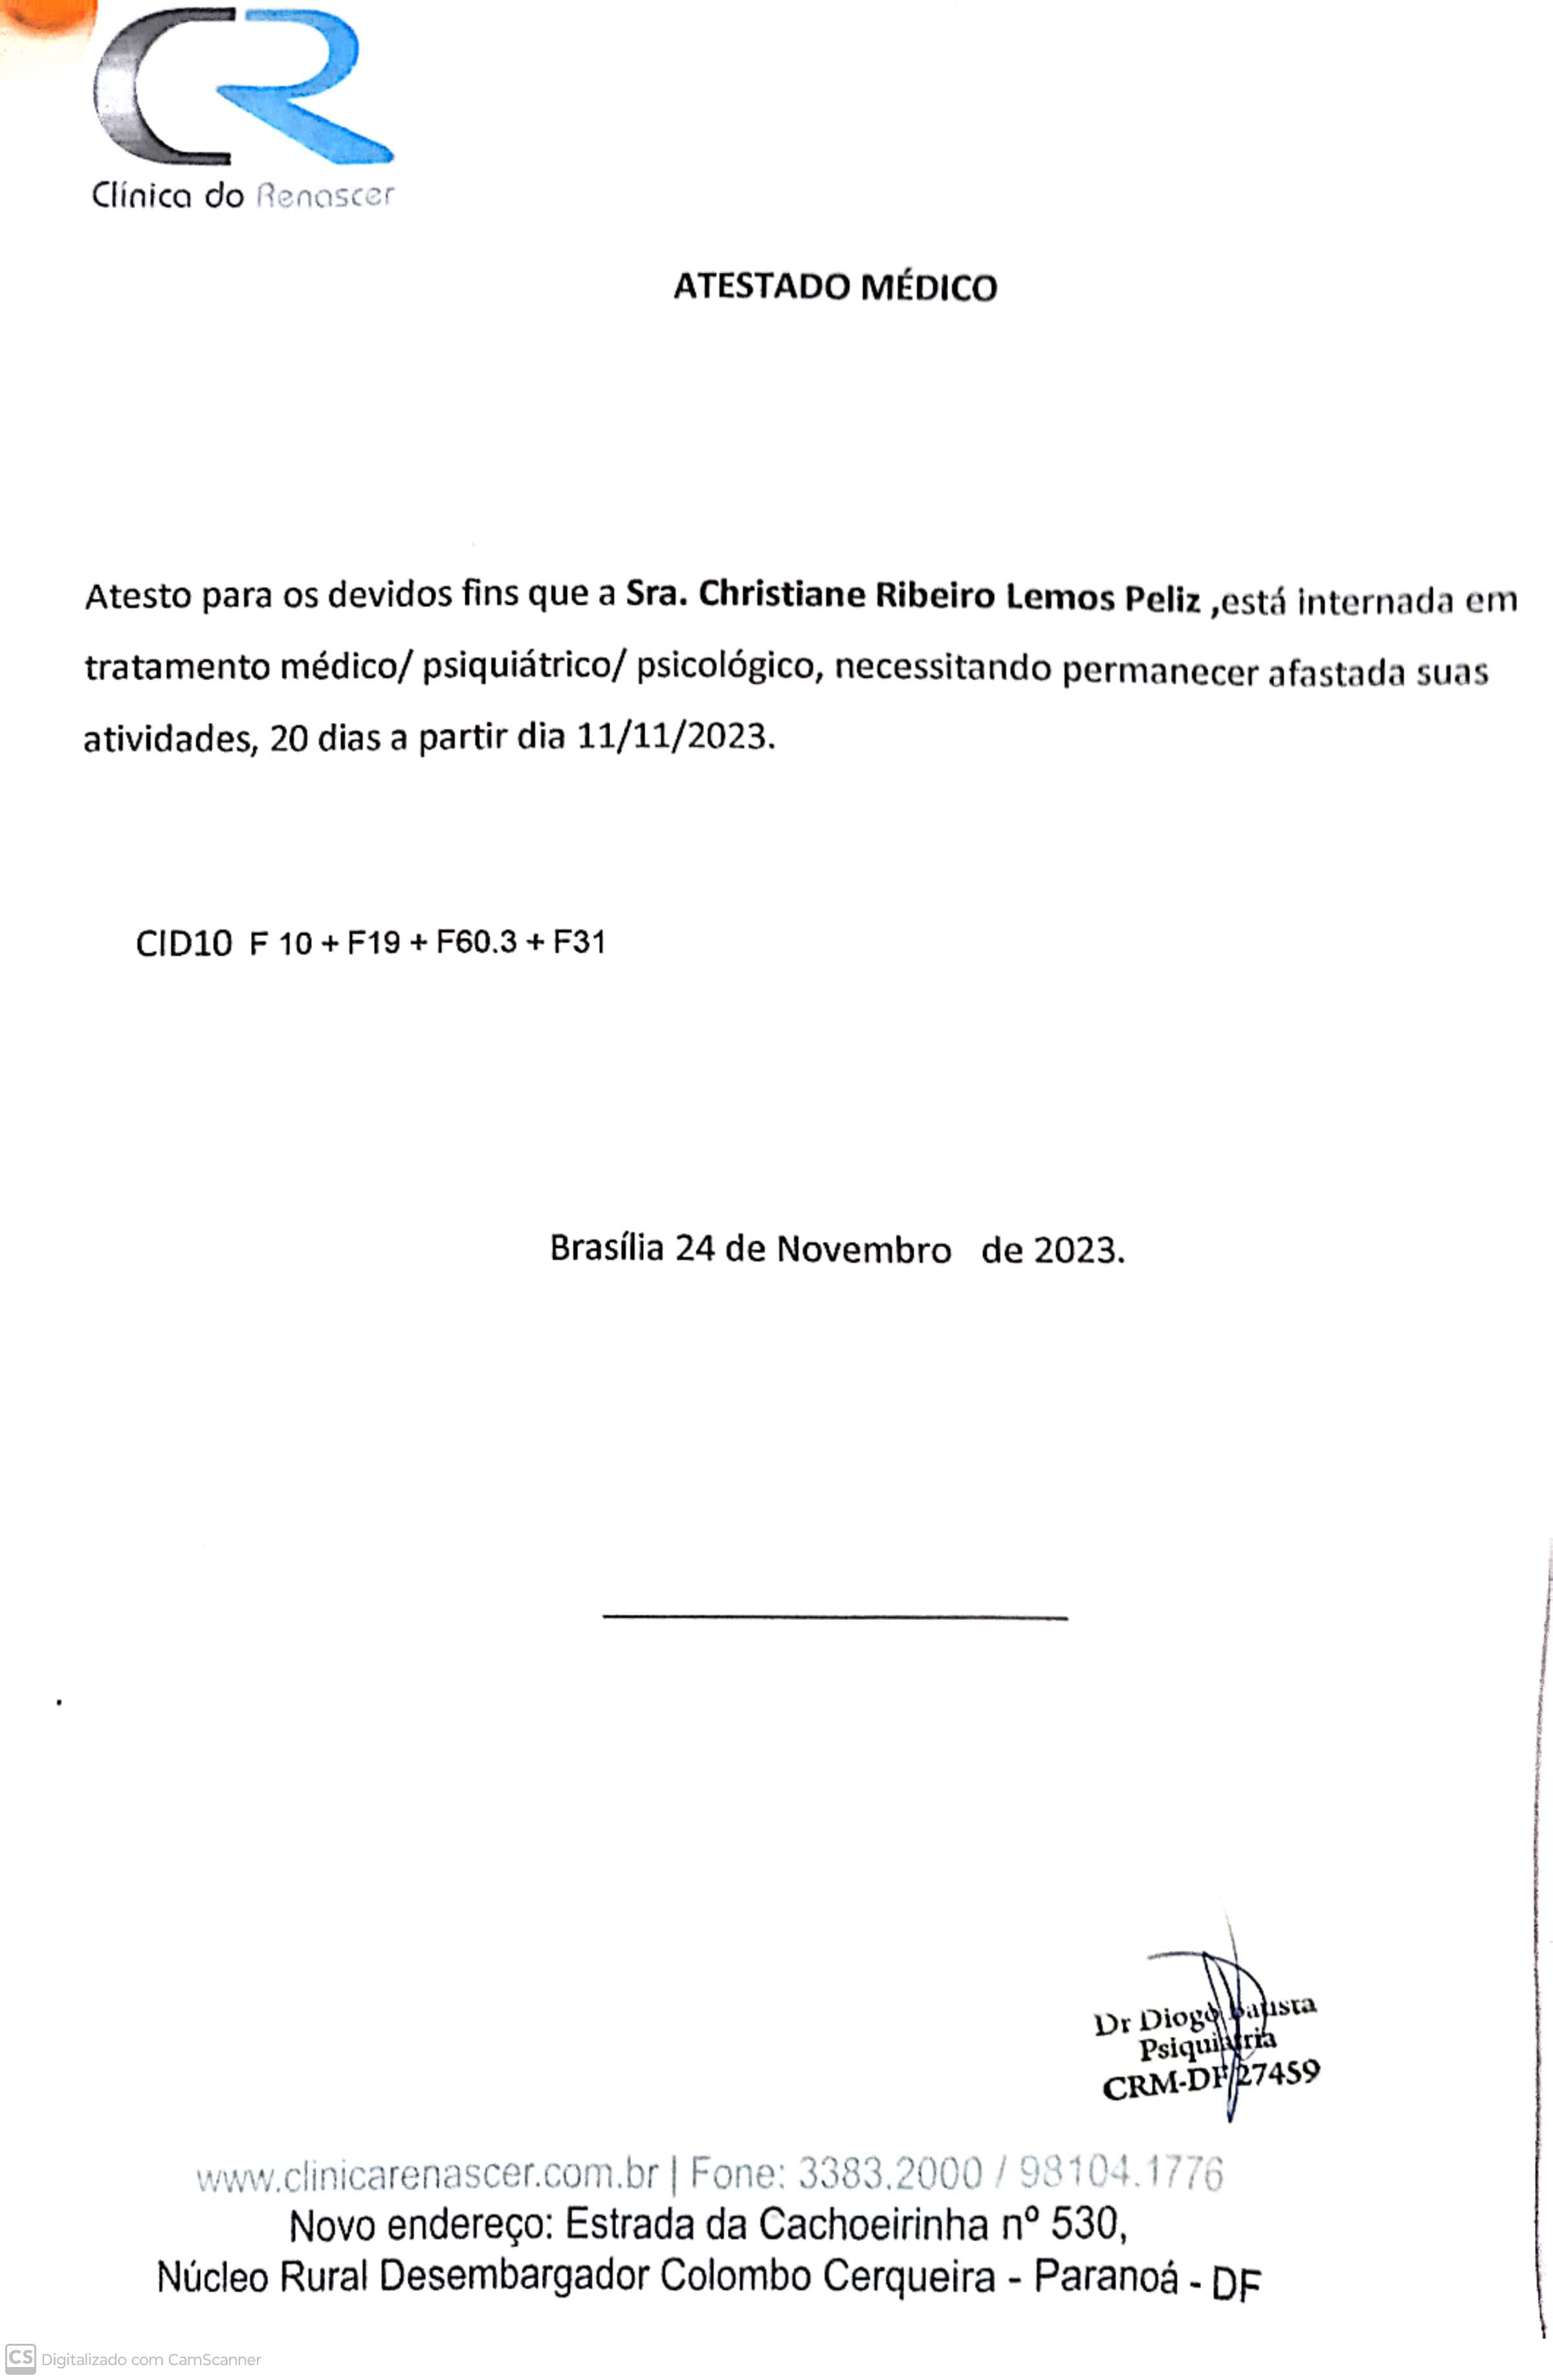 CR
Clínica do Renascer
ATESTADO MÉDICO
Atesto para os devidos fins que a Sra. Christiane Ribeiro Lemos Peliz ,está internada em
tratamento médico/ psiquiátrico/ psicológico, necessitando permanecer afastada suas
atividades, 20 dias a partir dia 11/11/2023.
CID10 F 10 + F19 + F60.3 + F31
Brasília 24 de Novembro de 2023.
Dr Diogo Batista
Psiquiatria
CRM-DF 27459
www.clinicarenascer.com.br | Fone: 3383.2000 / 98104.1776
Novo endereço: Estrada da Cachoeirinha nº 530,
Núcleo Rural Desembargador Colombo Cerqueira - Paranoá - DF
CS Digitalizado com CamScanner